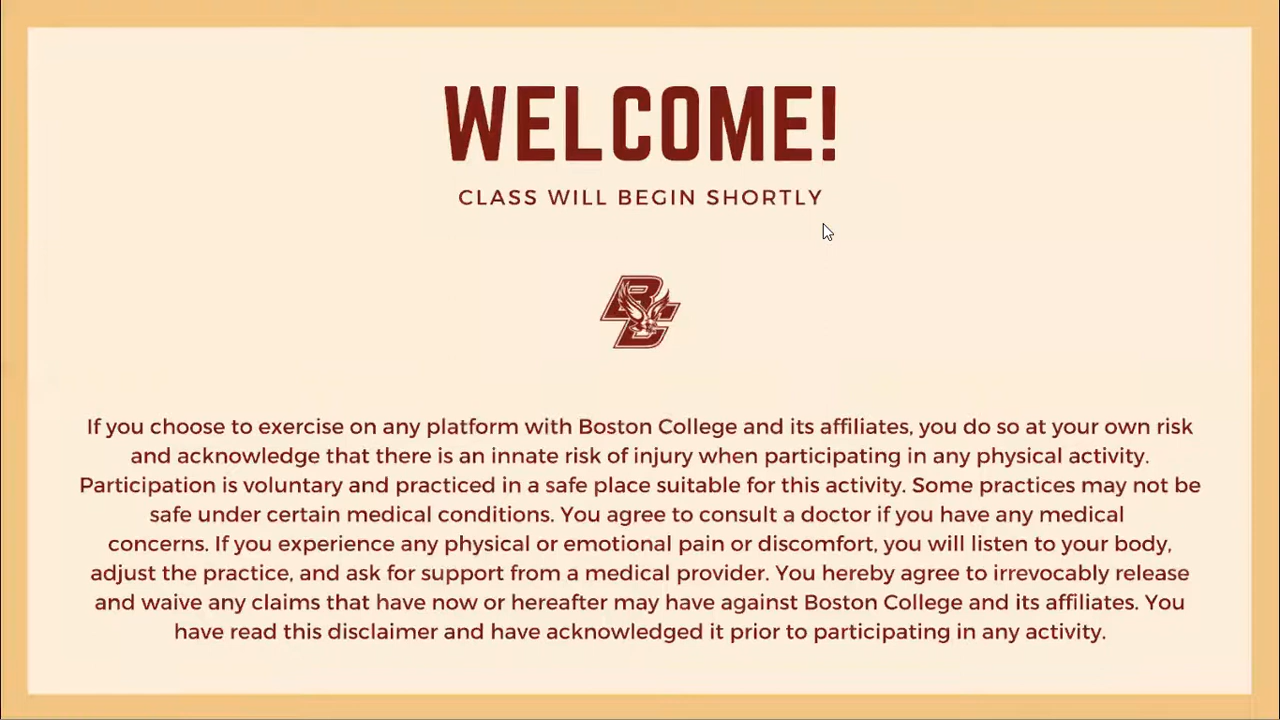 WELCOME!
CLASS WILL BEGIN SHORTLY
BC
If you choose to exercise on any platform with Boston College and its affiliates, you do so at your own risk
and acknowledge that there is an innate risk of injury when participating in any physical activity.
Participation is voluntary and practiced in a safe place suitable for this activity. Some practices may not be
safe under certain medical conditions. You agree to consult a doctor if you have any medical
concerns. If you experience any physical or emotional pain or discomfort, you will listen to your body,
adjust the practice, and ask for support from a medical provider. You hereby agree to irrevocably release
and waive any claims that have now or hereafter may have against Boston College and its affiliates. You
have read this disclaimer and have acknowledged it prior to participating in any activity.